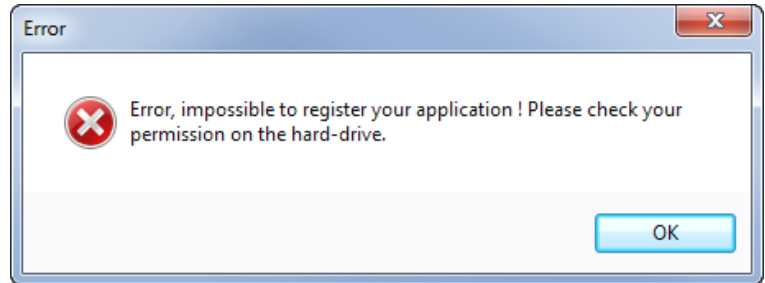 Error
Error, impossible to register your application ! Please check your
permission on the hard-drive.
OK